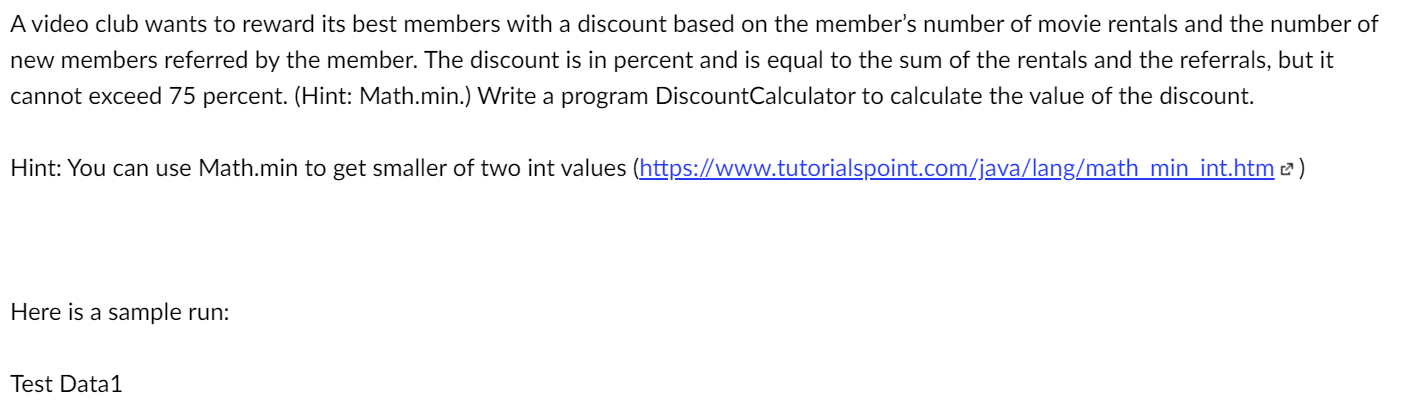 A video club wants to reward its best members with a discount based on the member’s number of movie rentals and the number of
new members referred by the member. The discount is in percent and is equal to the sum of the rentals and the referrals, but it
cannot exceed 75 percent. (Hint: Math.min.) Write a program DiscountCalculator to calculate the value of the discount.
Hint: You can use Math.min to get smaller of two int values (https://www.tutorialspoint.com/java/lang/math_min_int.htm)
Here is a sample run:
Test Data1